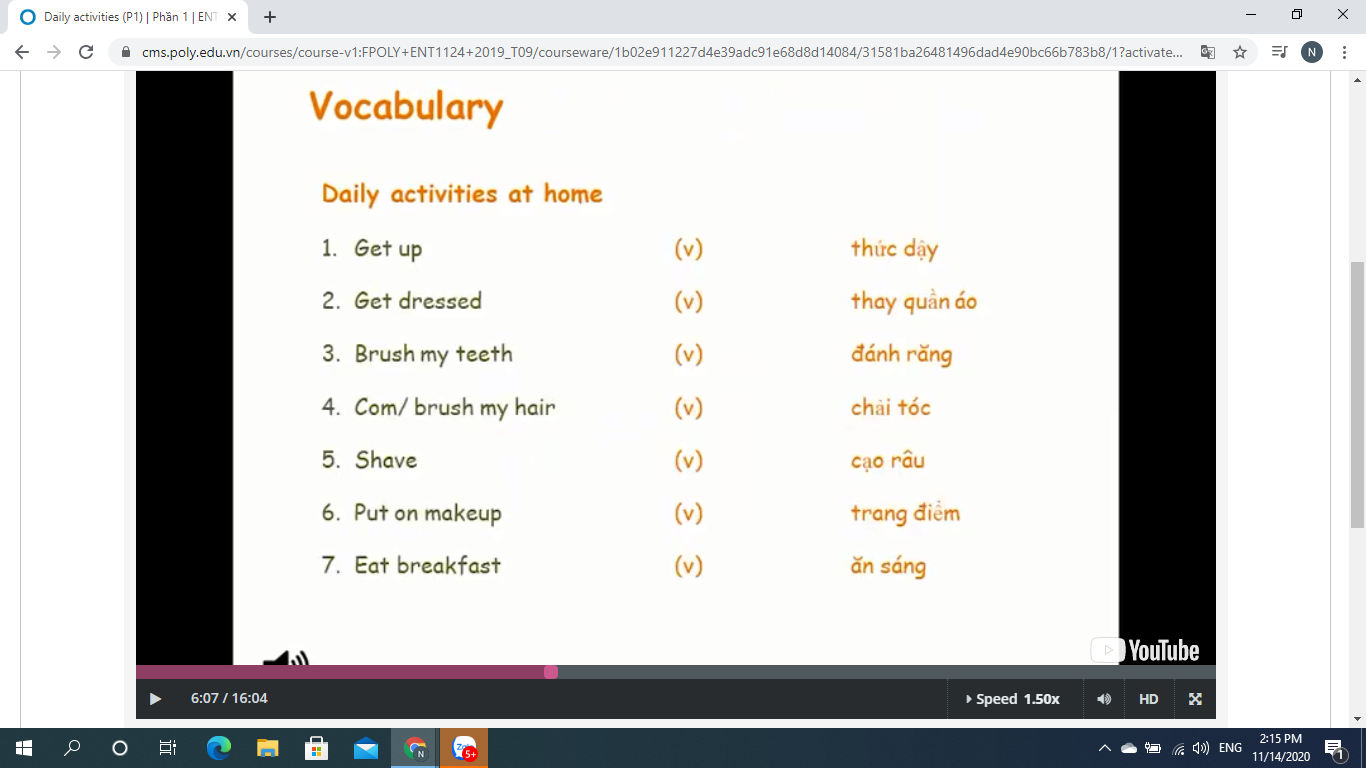 Daily activities (P1) | Phần 1 | ENT
cms.poly.edu.vn/courses/course-v1:FPOLY+ENT1124+2019_T09/courseware/1b02e911227d4e39adc91e68d8d14084/31581ba26481496dad4e90bc66b783b8/1?activate...
N
Vocabulary
Daily activities at home
1. Get up (v) thức dậy
2. Get dressed (v) thay quần áo
3. Brush my teeth (v) đánh răng
4. Com/ brush my hair (v) chải tóc
5. Shave (v) cạo râu
6. Put on makeup (v) trang điểm
7. Eat breakfast (v) ăn sáng
YouTube
6:07 / 16:04 Speed 1.50x HD
N
Zalo 5+
ENG
2:15 PM
11/14/2020
1